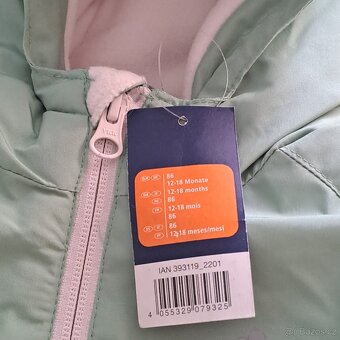 86
12-18 Monate
12-18 months
86
12-18 mois
86
86
12-18 meses/mesi
IAN 393119_2201
4 055329 079325